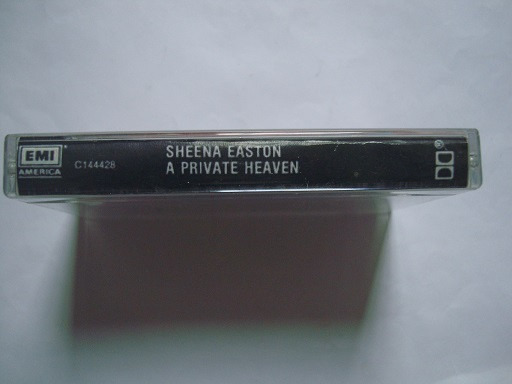 EMI
AMERICA
C144428
SHEENA EASTON
A PRIVATE HEAVEN
®